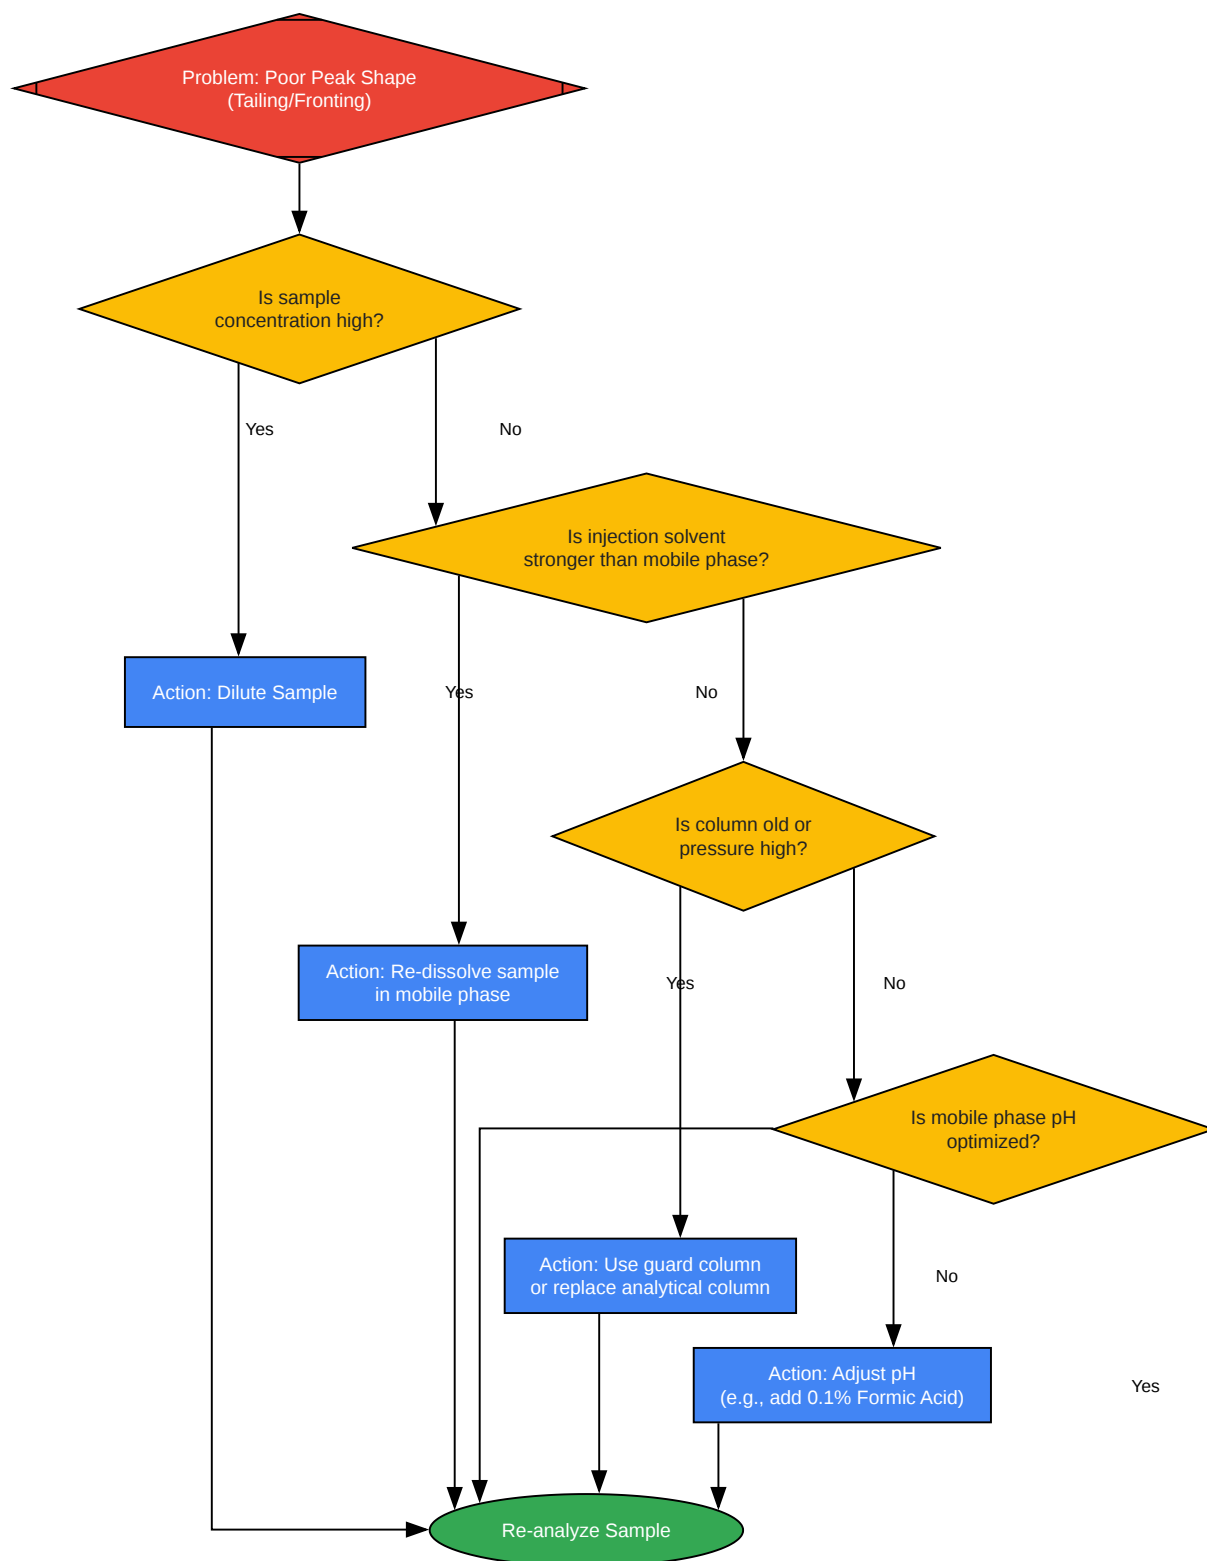 Problem: Poor Peak Shape
(Tailing/Fronting)
Is sample
concentration high?
Yes
No
Is injection solvent
stronger than mobile phase?
Action: Dilute Sample
Yes
No
Is column old or
pressure high?
Action: Re-dissolve sample
in mobile phase
Yes
No
Is mobile phase pH
optimized?
Action: Use guard column
or replace analytical column
No
Action: Adjust pH
(e.g., add 0.1% Formic Acid)
Yes
Re-analyze Sample